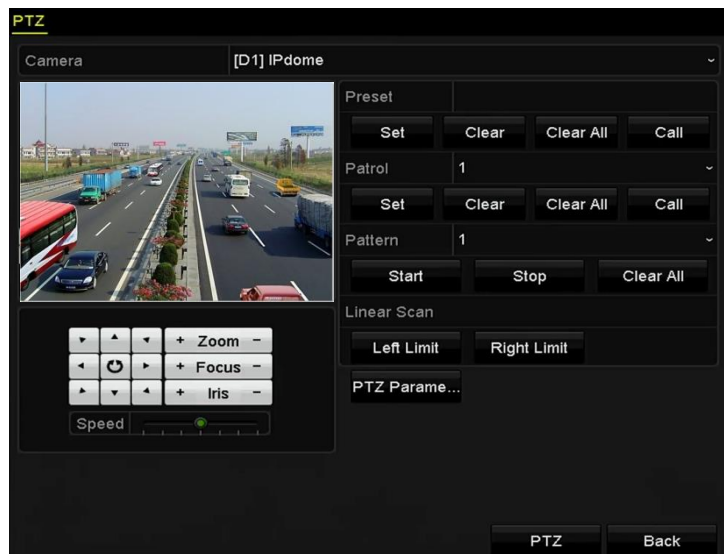 PTZ
Camera [D1] IPdome
Preset
Set Clear Clear All Call
Patrol 1
Set Clear Clear All Call
Pattern 1
Start Stop Clear All
Linear Scan
Left Limit Right Limit
PTZ Parame...
+ Zoom -
+ Focus -
+ Iris -
Speed
PTZ Back